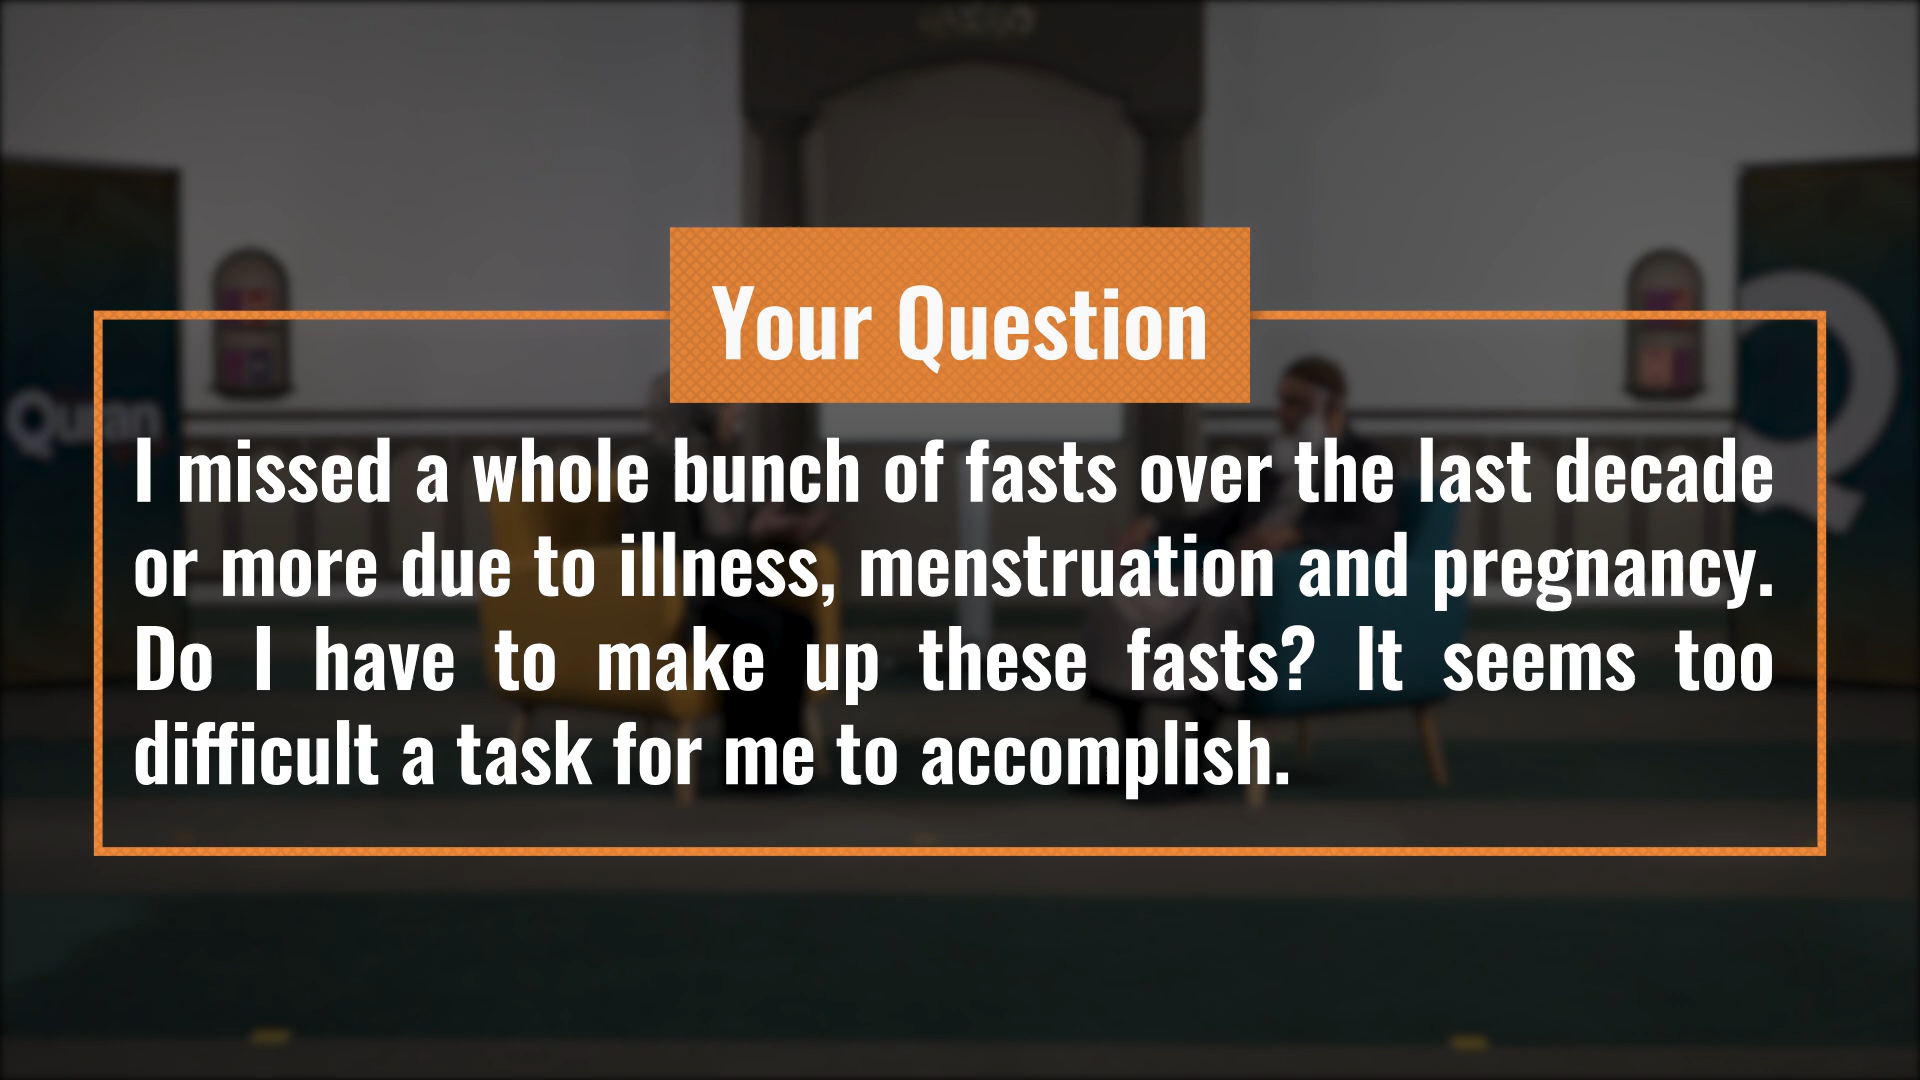 Your Question
Quran
I missed a whole bunch of fasts over the last decade
or more due to illness, menstruation and pregnancy.
Do I have to make up these fasts? It seems too
difficult a task for me to accomplish.